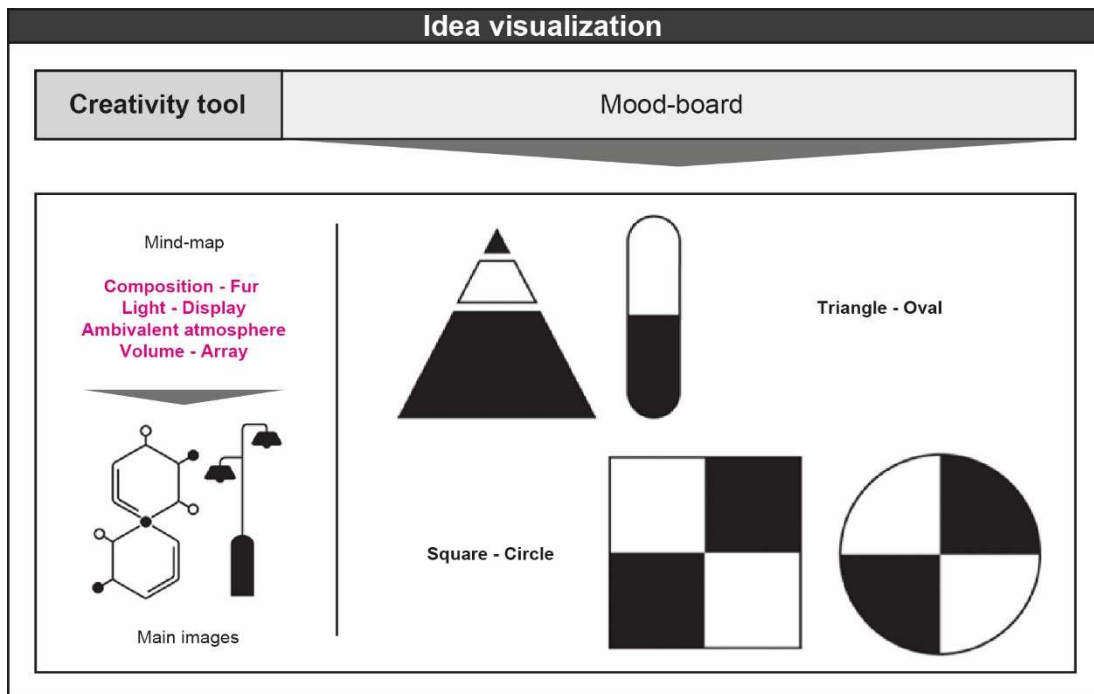 Idea visualization
Creativity tool
Mood-board
Mind-map
Composition - Fur
Light - Display
Ambivalent atmosphere
Volume - Array
Main images
Triangle - Oval
Square - Circle